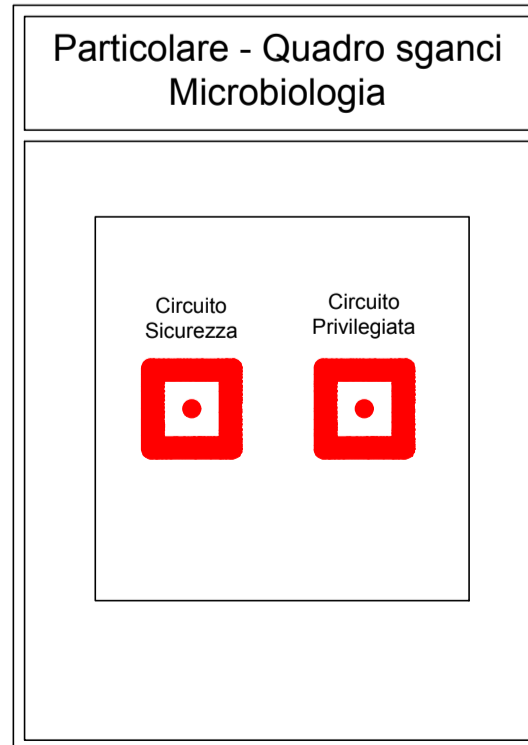 Particolare - Quadro sganci
Microbiologia
Circuito
Sicurezza
Circuito
Privilegiata